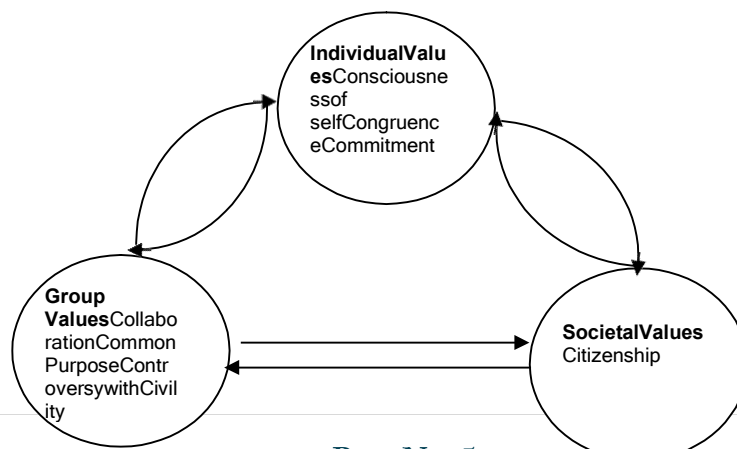 IndividualValu
esConsciousne
ssof
selfCongruenc
eCommitment
Group
ValuesCollabo
rationCommon
PurposeContr
oversywithCivil
ity
SocietalValues
Citizenship